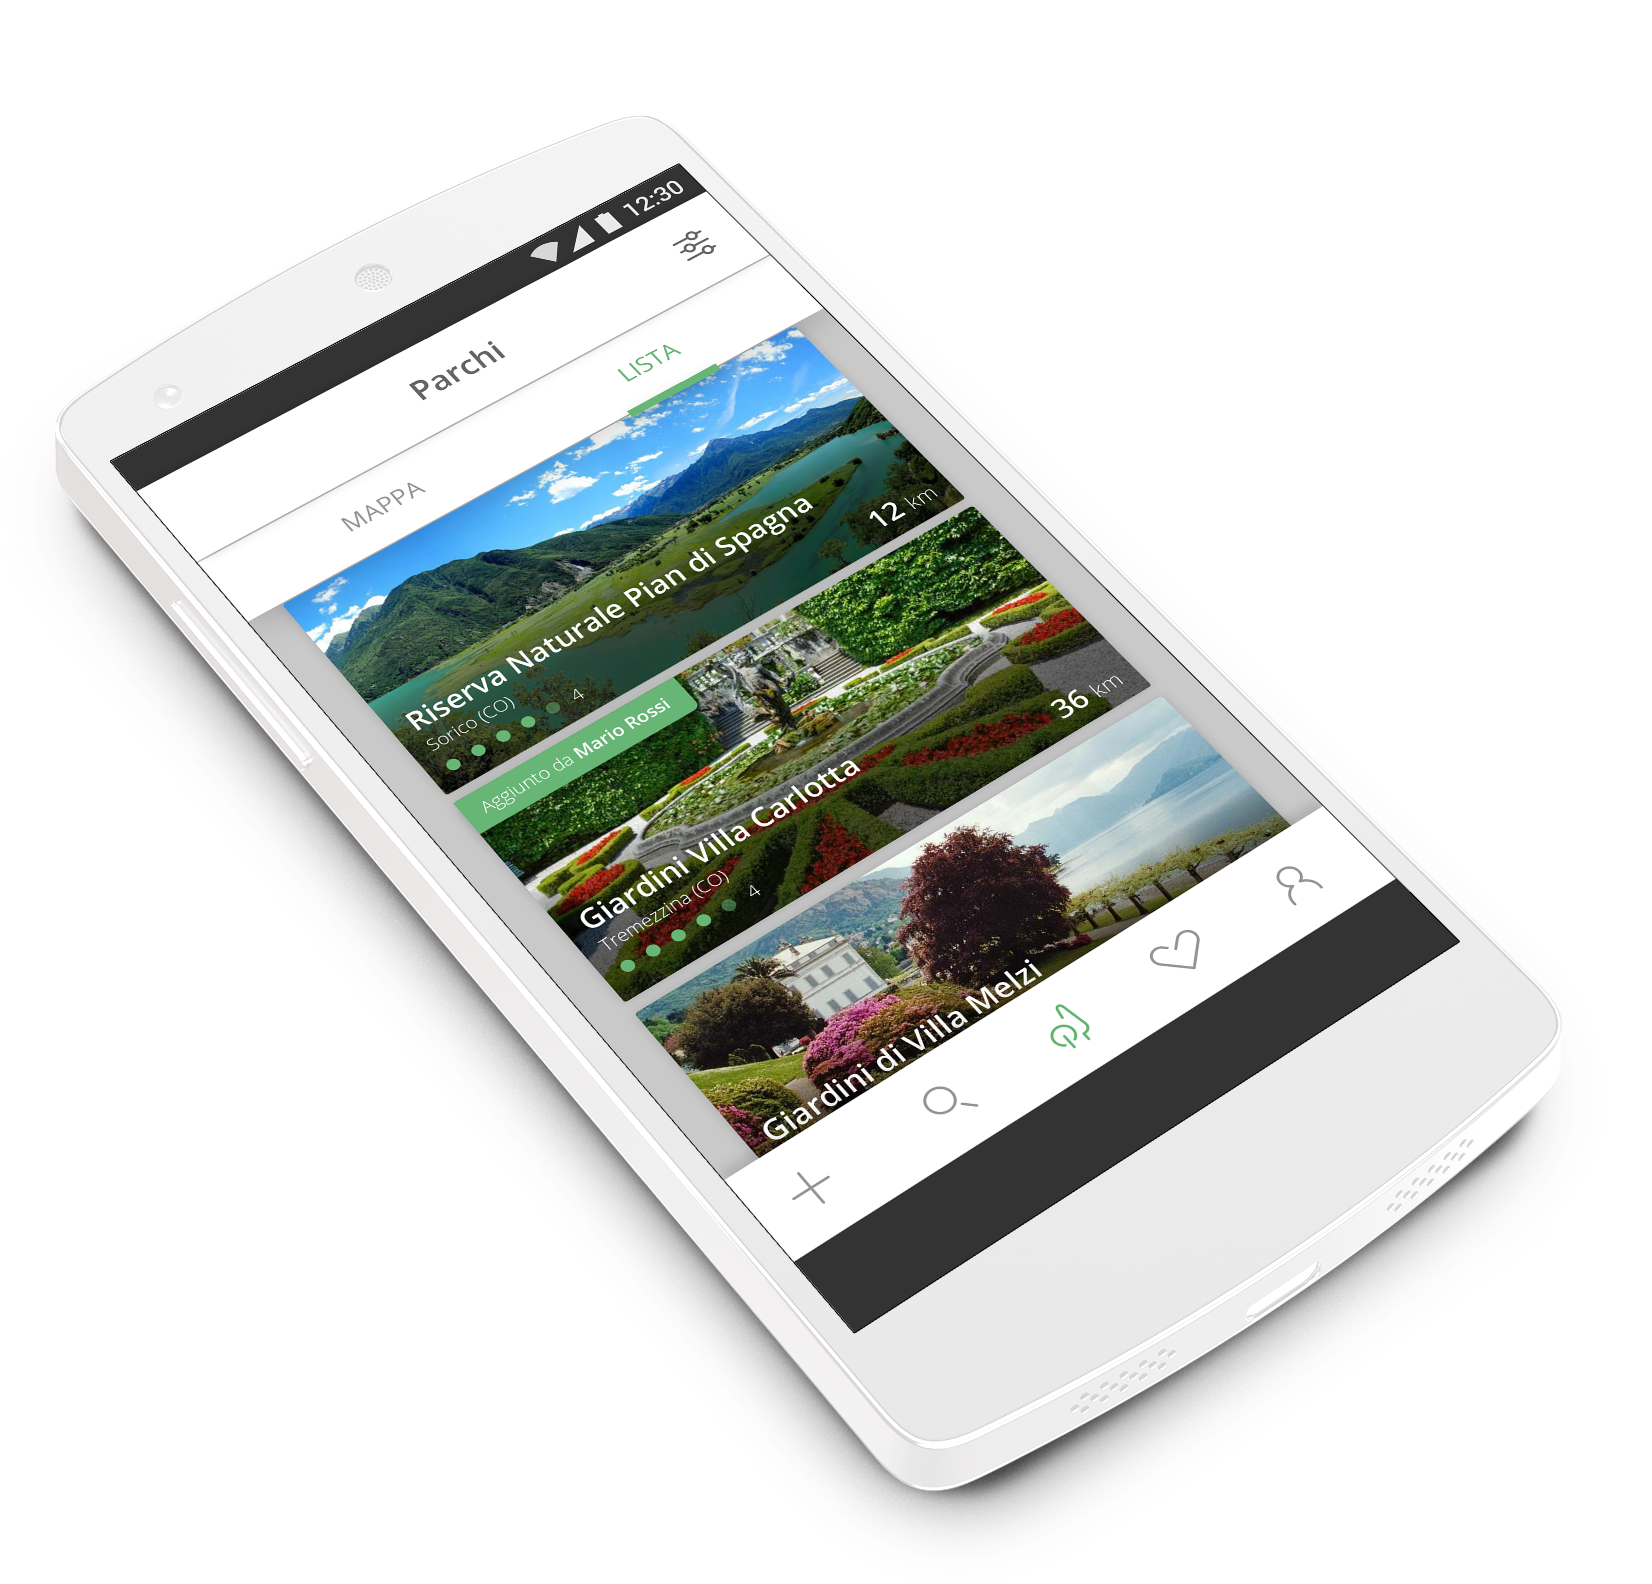 12:30
Parchi
MAPPA
LISTA
Riserva Naturale Pian di Spagna
Sorico (CO)
4
12 km
Aggiunto da Mario Rossi
Giardini Villa Carlotta
Tremezzina (CO)
4
36 km
Giardini di Villa Melzi